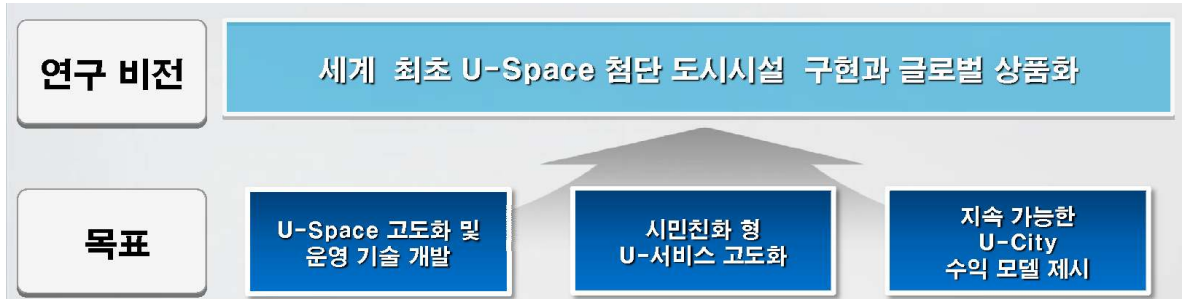 연구 비전
세계 최초 U-Space 첨단 도시시설 구현과 글로벌 상품화
목표
U-Space 고도화 및
운영 기술 개발
시민친화 형
U-서비스 고도화
지속 가능한
U-City
수익 모델 제시